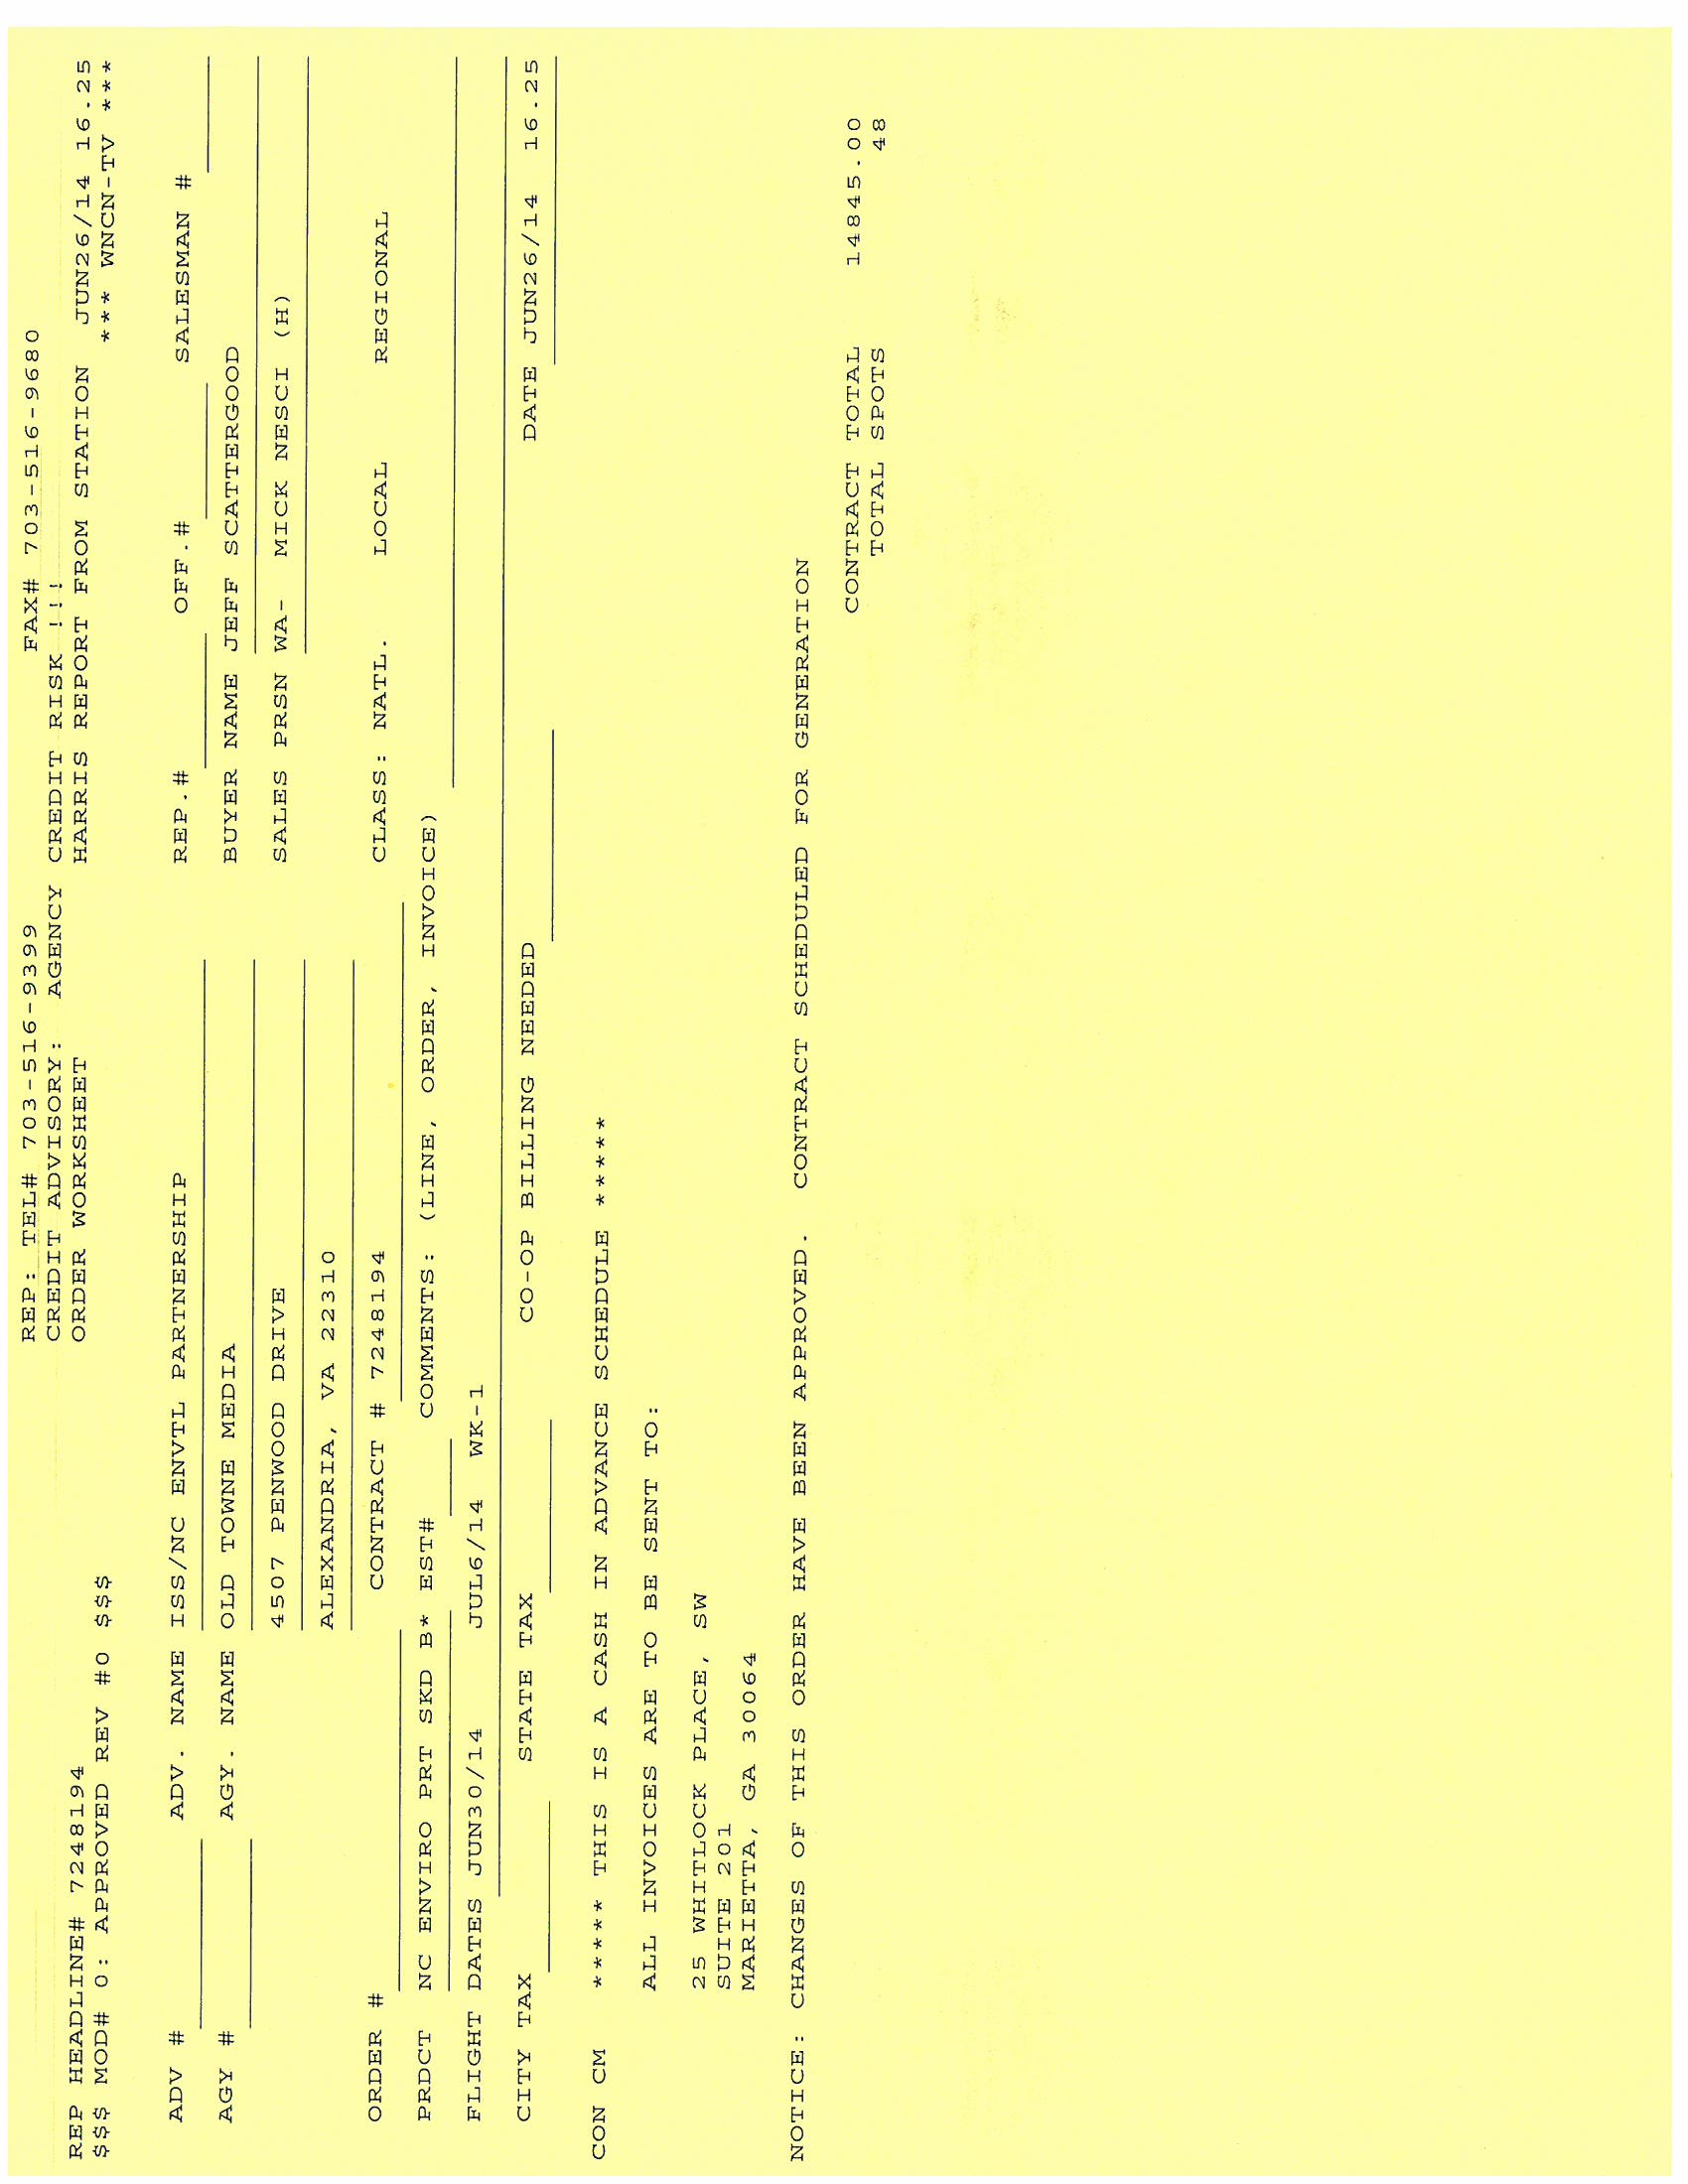 REP: TEL# 703-516-9399 FAX# 703-516-9680
CREDIT ADVISORY: AGENCY CREDIT RISK !!!
REP HEADLINE# 7248194 ORDER WORKSHEET HARRIS REPORT FROM STATION JUN26/14 16.25
$$$ MOD# 0: APPROVED REV #0 $$$ *** WNCN-TV ***
ADV # ADV. NAME ISS/NC ENVTL PARTNERSHIP REP.# OFF.# SALESMAN #
AGY # AGY. NAME OLD TOWNE MEDIA BUYER NAME JEFF SCATTERGOOD
4507 PENWOOD DRIVE SALES PRSN WA- MICK NESCI (H)
ALEXANDRIA, VA 22310
ORDER # CONTRACT # 7248194 CLASS: NATL. LOCAL REGIONAL
PRDCT NC ENVIRO PRT SKD B* EST# COMMENTS: (LINE, ORDER, INVOICE)
FLIGHT DATES JUN30/14 JUL6/14 WK-1
CITY TAX STATE TAX CO-OP BILLING NEEDED DATE JUN26/14 16.25
CON CM ***** THIS IS A CASH IN ADVANCE SCHEDULE *****
ALL INVOICES ARE TO BE SENT TO:
25 WHITLOCK PLACE, SW
SUITE 201
MARIETTA, GA 30064
NOTICE: CHANGES OF THIS ORDER HAVE BEEN APPROVED. CONTRACT SCHEDULED FOR GENERATION
CONTRACT TOTAL 14845.00
TOTAL SPOTS 48